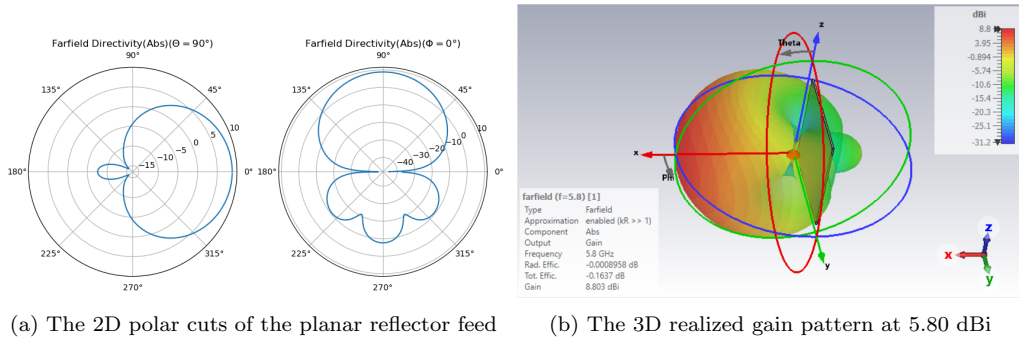 Farfield Directivity(Abs)(Θ = 90°)
90°
135°
45°
180°
0°
225°
315°
270°
-15
-10
-5
0
5
10
Farfield Directivity(Abs)(Φ = 0°)
90°
135°
45°
180°
0°
225°
315°
270°
-40
-30
-20
-10
0
10
z
Theta
x
Phi
y
dBi
8.8
3.95
-0.894
-5.74
-10.6
-15.4
-20.3
-25.1
-31.2
farfield (f=5.8) [1]
Type Farfield
Approximation enabled (kR >> 1)
Component Abs
Output Gain
Frequency 5.8 GHz
Rad. Effic. -0.0008958 dB
Tot. Effic. -0.1637 dB
Gain 8.803 dBi
z
x
y
(a) The 2D polar cuts of the planar reflector feed
(b) The 3D realized gain pattern at 5.80 dBi